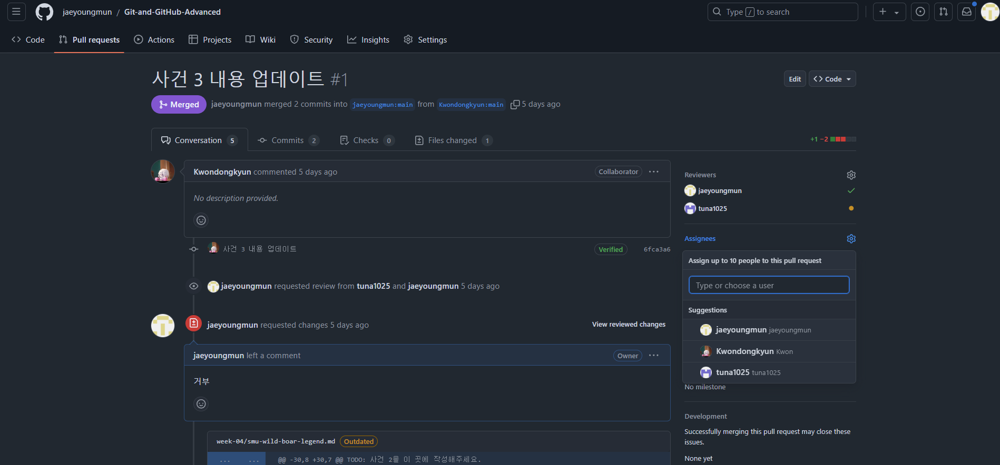 jaeyoungmun / Git-and-GitHub-Advanced
Type / to search
Code
Pull requests
Actions
Projects
Wiki
Security
Insights
Settings
사건 3 내용 업데이트 #1
Edit
<> Code
Merged
jaeyoungmun merged 2 commits into jaeyoungmun:main from Kwondongkyun:main 5 days ago
Conversation 5
Commits 2
Checks 0
Files changed 1
+1 −2
Kwondongkyun commented 5 days ago
Collaborator
No description provided.
사건 3 내용 업데이트
Verified
6fca3a6
jaeyoungmun requested review from tuna1025 and jaeyoungmun 5 days ago
jaeyoungmun requested changes 5 days ago
View reviewed changes
jaeyoungmun left a comment
Owner
거부
week-04/smu-wild-boar-legend.md
Outdated
... ... @@ -30,8 +30,7 @@ TODO: 사건 2을 이 곳에 작성해주세요.
Reviewers
jaeyoungmun
tuna1025
Assignees
Assign up to 10 people to this pull request
Type or choose a user
Suggestions
jaeyoungmun jaeyoungmun
Kwondongkyun Kwon
tuna1025 tuna1025
No milestone
Development
Successfully merging this pull request may close these
issues.
None yet